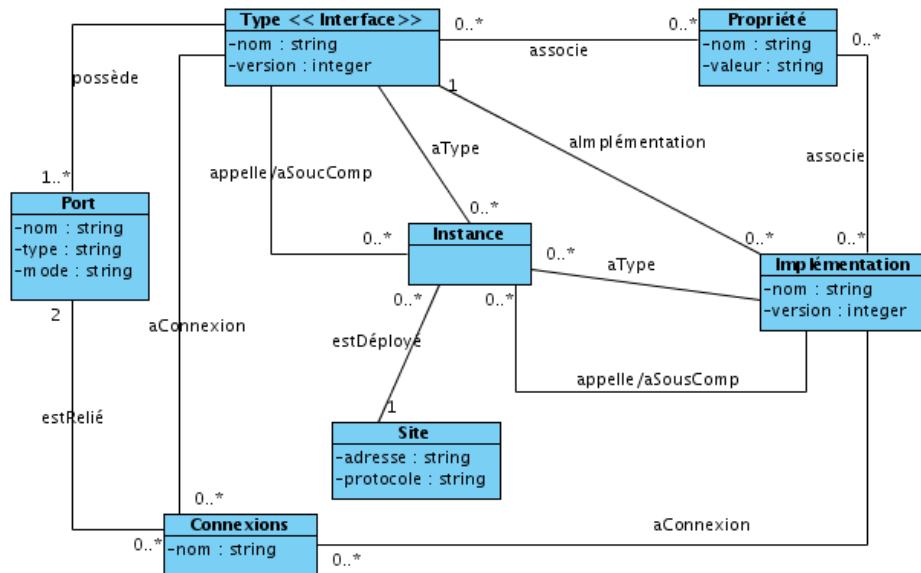 Type << Interface>>
-nom : string
-version : integer
0..*
associe
0..*
Propriété
-nom : string
-valeur : string
0..*
possède
1
aImplémentation
aType
appelle/aSoucComp
associe
1..*
Port
-nom : string
-type : string
-mode : string
0..*
0..*
Instance
0..*
aType
0..*
0..*
Implémentation
-nom : string
-version : integer
2
aConnexion
0..*
0..*
estDéployé
appelle/aSousComp
estRelié
1
Site
-adresse : string
-protocole : string
0..*
Connexions
-nom : string
0..*
0..*
aConnexion